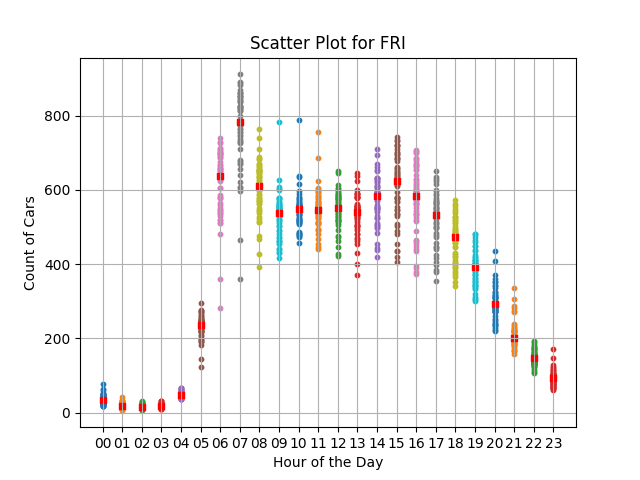 Scatter Plot for FRI
Count of Cars
800
600
400
200
0
00 01 02 03 04 05 06 07 08 09 10 11 12 13 14 15 16 17 18 19 20 21 22 23
Hour of the Day